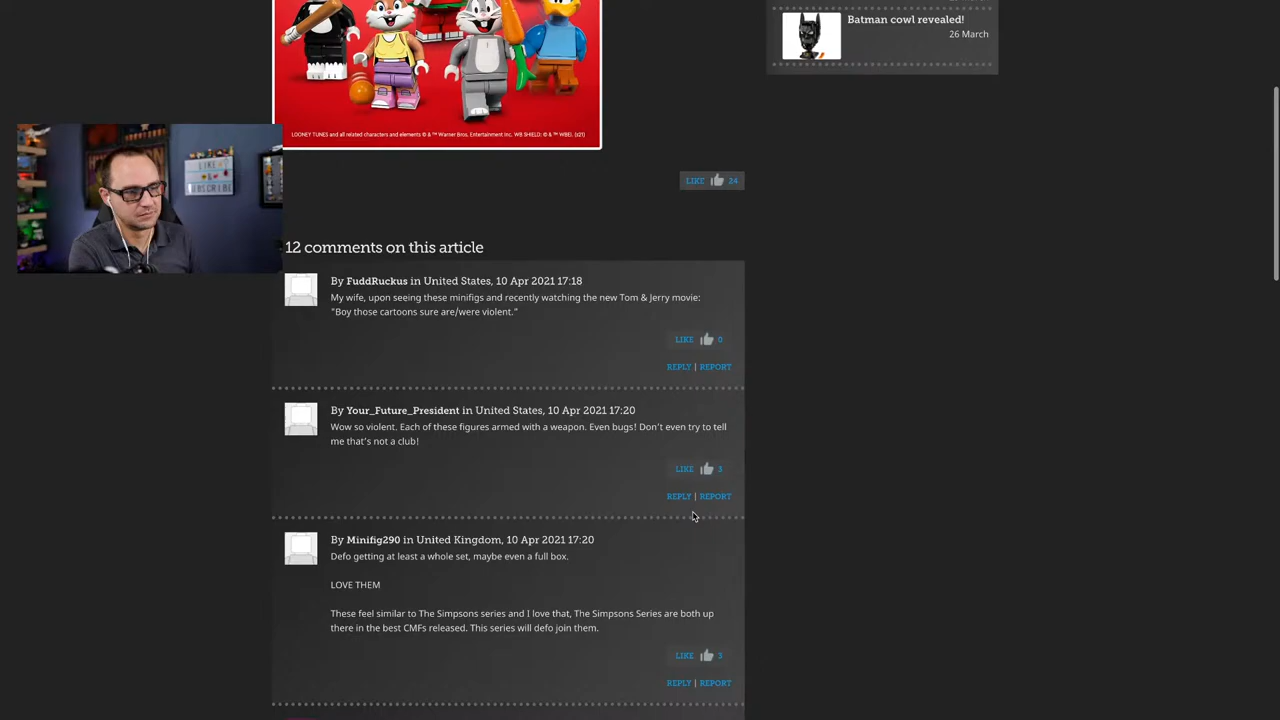 Batman cowl revealed!
26 March
LOONEY TUNES and all related characters and elements © & ™ Warner Bros. Entertainment Inc. WB SHIELD: © & ™ WBEI. (s21)
LIKE 24
LIKE
SUBSCRIBE
12 comments on this article
By FuddRuckus in United States, 10 Apr 2021 17:18
My wife, upon seeing these minifigs and recently watching the new Tom & Jerry movie:
"Boy those cartoons sure are/were violent."
LIKE 0
REPLY | REPORT
By Your_Future_President in United States, 10 Apr 2021 17:20
Wow so violent. Each of these figures armed with a weapon. Even bugs! Don't even try to tell
me that's not a club!
LIKE 3
REPLY | REPORT
By Minifig290 in United Kingdom, 10 Apr 2021 17:20
Defo getting at least a whole set, maybe even a full box.
LOVE THEM
These feel similar to The Simpsons series and I love that, The Simpsons Series are both up
there in the best CMFs released. This series will defo join them.
LIKE 3
REPLY | REPORT